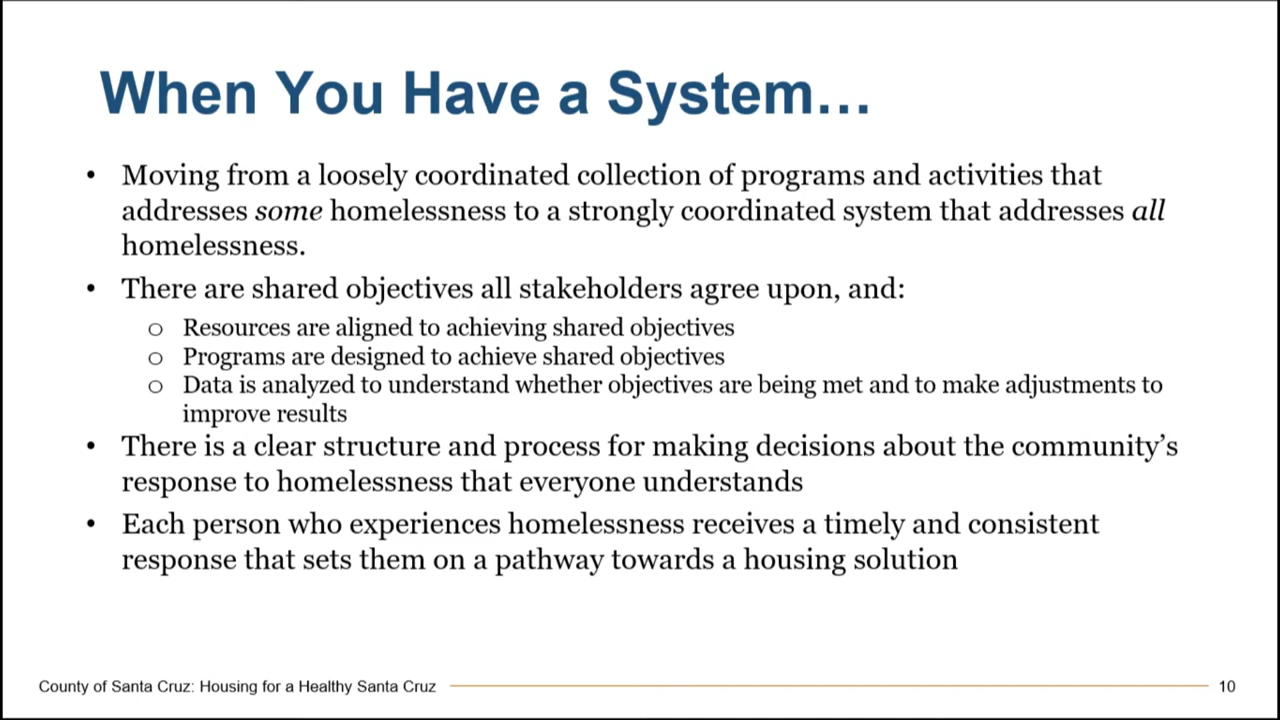 When You Have a System…
• Moving from a loosely coordinated collection of programs and activities that
addresses some homelessness to a strongly coordinated system that addresses all
homelessness.
• There are shared objectives all stakeholders agree upon, and:
o Resources are aligned to achieving shared objectives
o Programs are designed to achieve shared objectives
o Data is analyzed to understand whether objectives are being met and to make adjustments to
improve results
• There is a clear structure and process for making decisions about the community’s
response to homelessness that everyone understands
• Each person who experiences homelessness receives a timely and consistent
response that sets them on a pathway towards a housing solution
County of Santa Cruz: Housing for a Healthy Santa Cruz 10